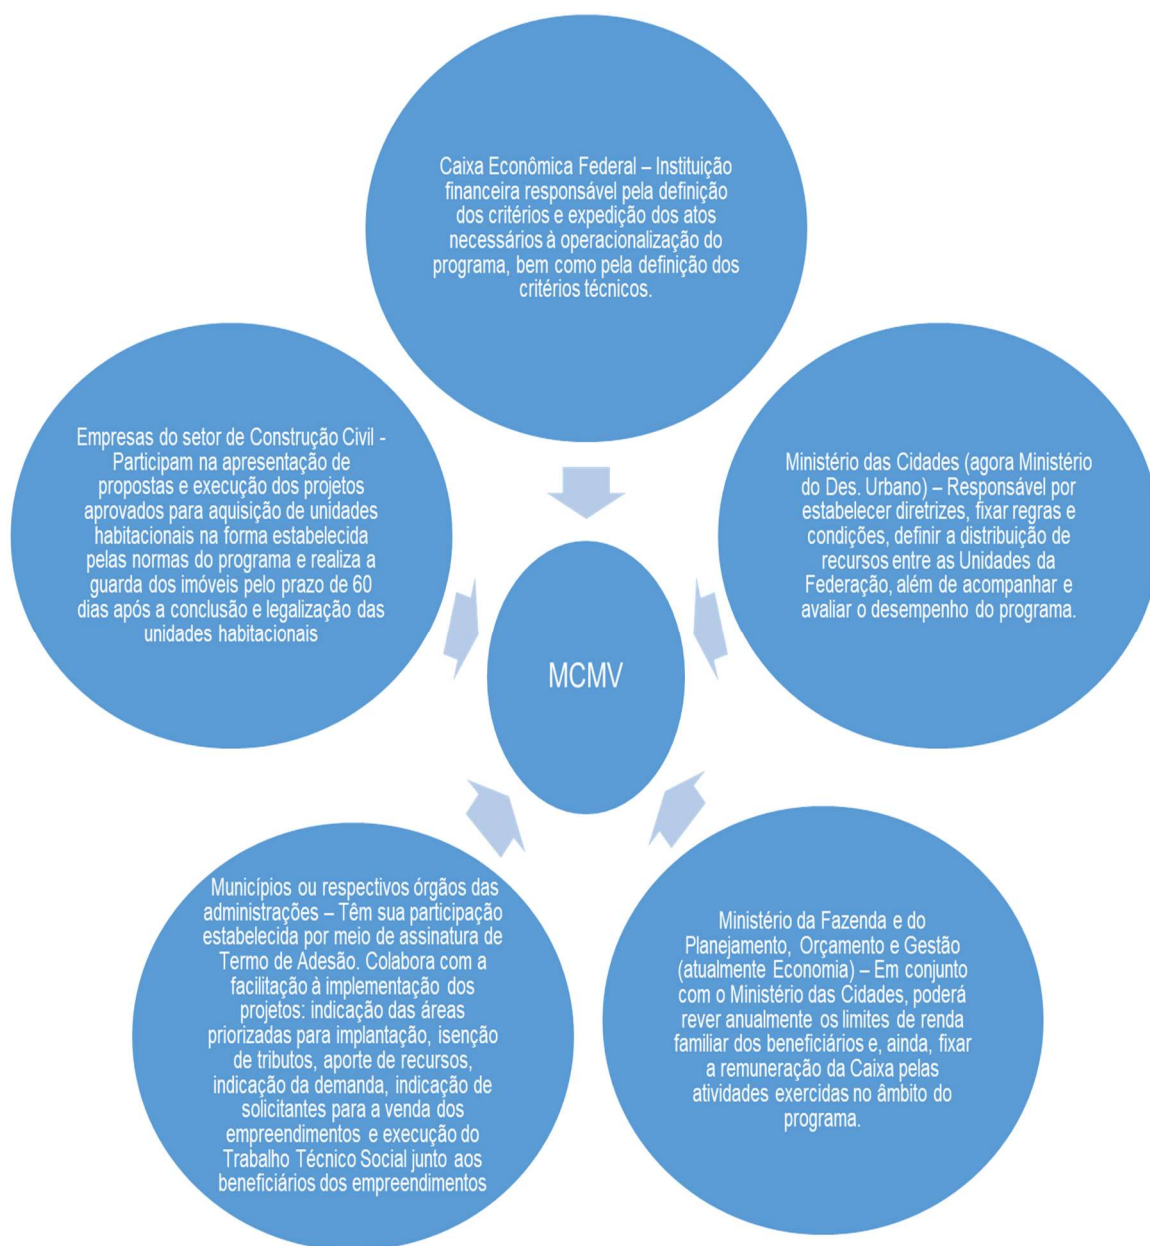 Caixa Econômica Federal – Instituição
financeira responsável pela definição
dos critérios e expedição dos atos
necessários à operacionalização do
programa, bem como pela definição dos
critérios técnicos.
Empresas do setor de Construção Civil -
Participam na apresentação de
propostas e execução dos projetos
aprovados para aquisição de unidades
habitacionais na forma estabelecida
pelas normas do programa e realiza a
guarda dos imóveis pelo prazo de 60
dias após a conclusão e legalização das
unidades habitacionais
Ministério das Cidades (agora Ministério
do Des. Urbano) – Responsável por
estabelecer diretrizes, fixar regras e
condições, definir a distribuição de
recursos entre as Unidades da
Federação, além de acompanhar e
avaliar o desempenho do programa.
MCMV
Municípios ou respectivos órgãos das
administrações – Têm sua participação
estabelecida por meio de assinatura de
Termo de Adesão. Colabora com a
facilitação à implementação dos
projetos: indicação das áreas
priorizadas para implantação, isenção
de tributos, aporte de recursos,
indicação da demanda, indicação de
solicitantes para a venda dos
empreendimentos e execução do
Trabalho Técnico Social junto aos
beneficiários dos empreendimentos
Ministério da Fazenda e do
Planejamento, Orçamento e Gestão
(atualmente Economia) – Em conjunto
com o Ministério das Cidades, poderá
rever anualmente os limites de renda
familiar dos beneficiários e, ainda, fixar
a remuneração da Caixa pelas
atividades exercidas no âmbito do
programa.